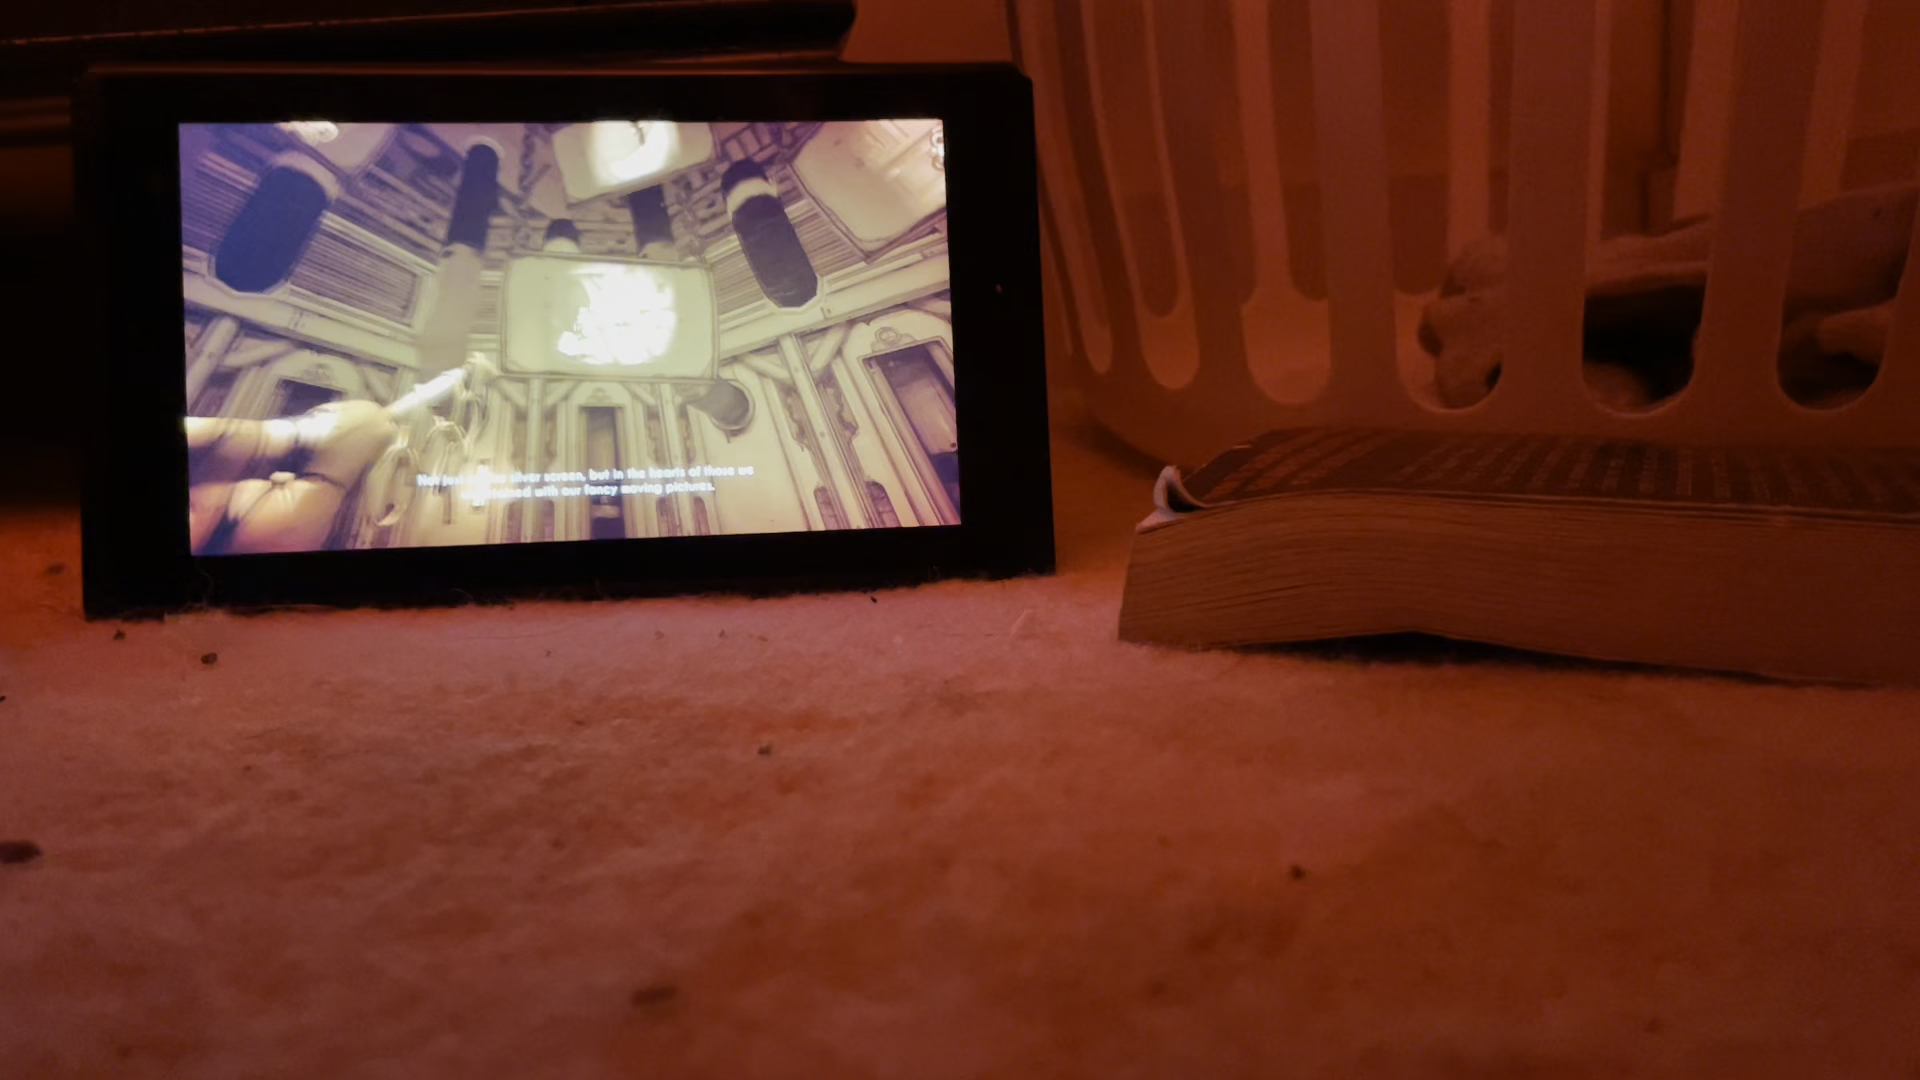 Not just silver screen, but in the hearts of those we
with our fancy moving pictures.